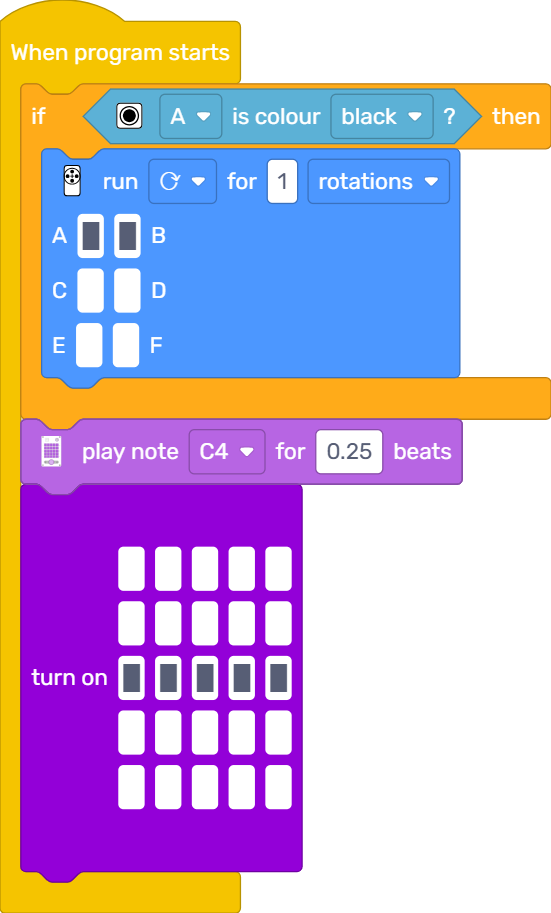 When program starts
if A is colour black ? then
run for 1 rotations
A B
C D
E F
play note C4 for 0.25 beats
turn on